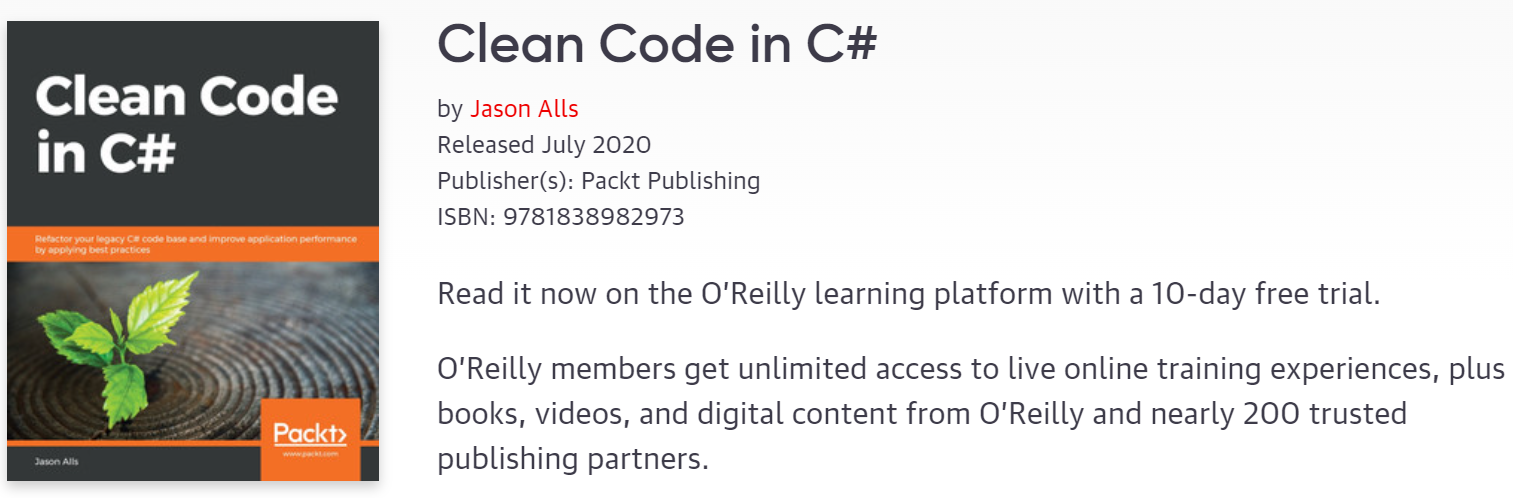 Clean Code
in C#
Refactor your legacy C# code base and improve application performance
by applying best practices
Packt>
www.packt.com
Jason Alls
Clean Code in C#
by Jason Alls
Released July 2020
Publisher(s): Packt Publishing
ISBN: 9781838982973
Read it now on the O’Reilly learning platform with a 10-day free trial.
O’Reilly members get unlimited access to live online training experiences, plus
books, videos, and digital content from O’Reilly and nearly 200 trusted
publishing partners.